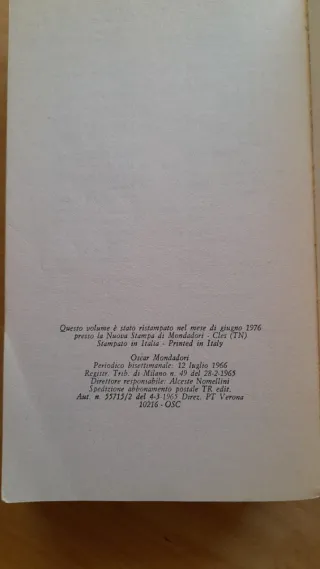 Questo volume è stato ristampato nel mese di giugno 1976
presso la Nuova Stampa di Mondadori - Cles (TN)
Stampato in Italia - Printed in Italy
Oscar Mondadori
Periodico bisettimanale: 12 luglio 1966
Registr. Trib. di Milano n. 49 del 28-2-1965
Direttore responsabile: Alceste Nomellini
Spedizione abbonamento postale TR edit.
Aut. n. 55715/2 del 4-3-1965 Direz. PT Verona
10216 - OSC